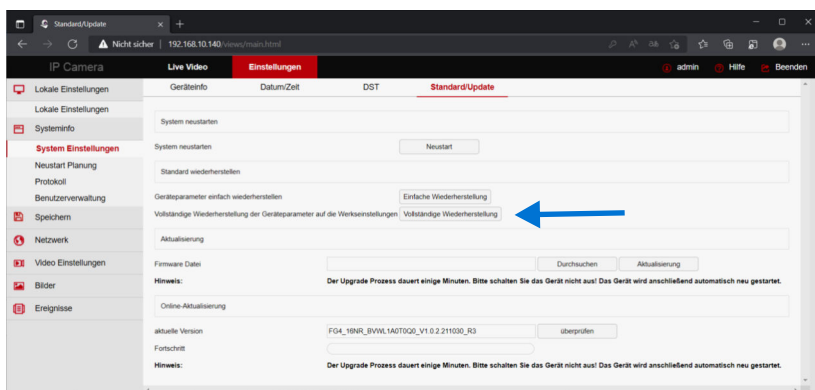 Standard/Update
Nicht sicher | 192.168.10.140/views/main.html
IP Camera
Live Video
Einstellungen
admin
Hilfe
Beenden
Lokale Einstellungen
Lokale Einstellungen
Systeminfo
System Einstellungen
Neustart Planung
Protokoll
Benutzerverwaltung
Speichern
Netzwerk
Video Einstellungen
Bilder
Ereignisse
Geräteinfo
Datum/Zeit
DST
Standard/Update
System neustarten
System neustarten
Neustart
Standard wiederherstellen
Geräteparameter einfach wiederherstellen
Einfache Wiederherstellung
Vollständige Wiederherstellung der Geräteparameter auf die Werkseinstellungen
Vollständige Wiederherstellung
Aktualisierung
Firmware Datei
Durchsuchen
Aktualisierung
Hinweis:
Der Upgrade Prozess dauert einige Minuten. Bitte schalten Sie das Gerät nicht aus! Das Gerät wird anschließend automatisch neu gestartet.
Online-Aktualisierung
aktuelle Version
FG4_16NR_BVWL1A0T0Q0_V1.0.2.211030_R3
überprüfen
Fortschritt
Hinweis:
Der Upgrade Prozess dauert einige Minuten. Bitte schalten Sie das Gerät nicht aus! Das Gerät wird anschließend automatisch neu gestartet.